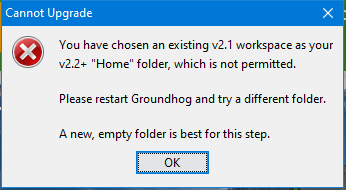 Cannot Upgrade
You have chosen an existing v2.1 workspace as your
v2.2+ "Home" folder, which is not permitted.
Please restart Groundhog and try a different folder.
A new, empty folder is best for this step.
OK